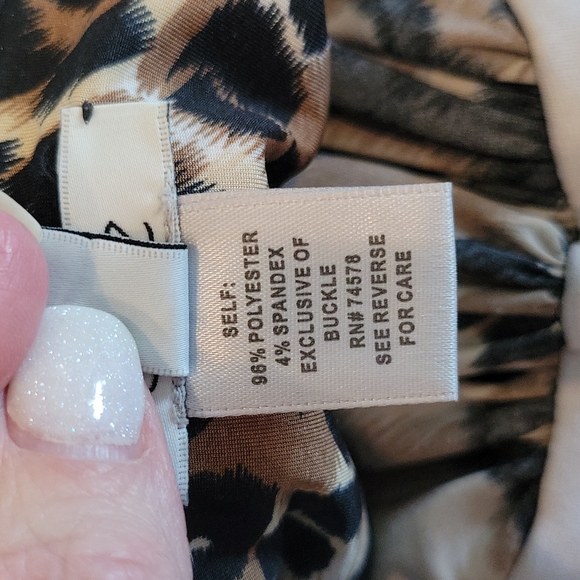 SELF:
96% POLYESTER
4% SPANDEX
EXCLUSIVE OF
BUCKLE
RN# 74578
SEE REVERSE
FOR CARE